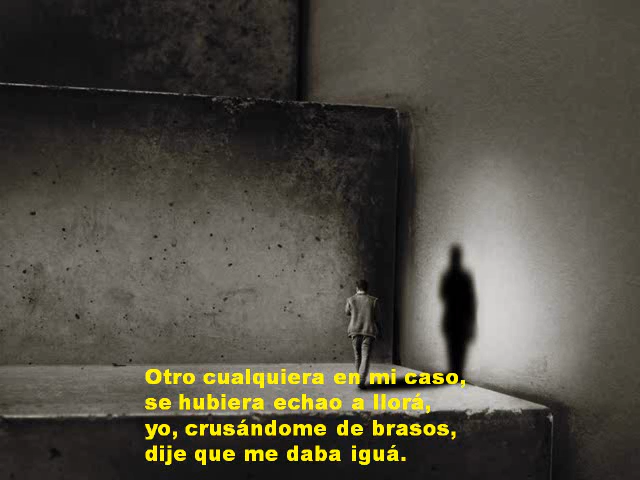 Otro cualquiera en mi caso,
se hubiera echao a llorá,
yo, crusándome de brasos,
dije que me daba iguá.